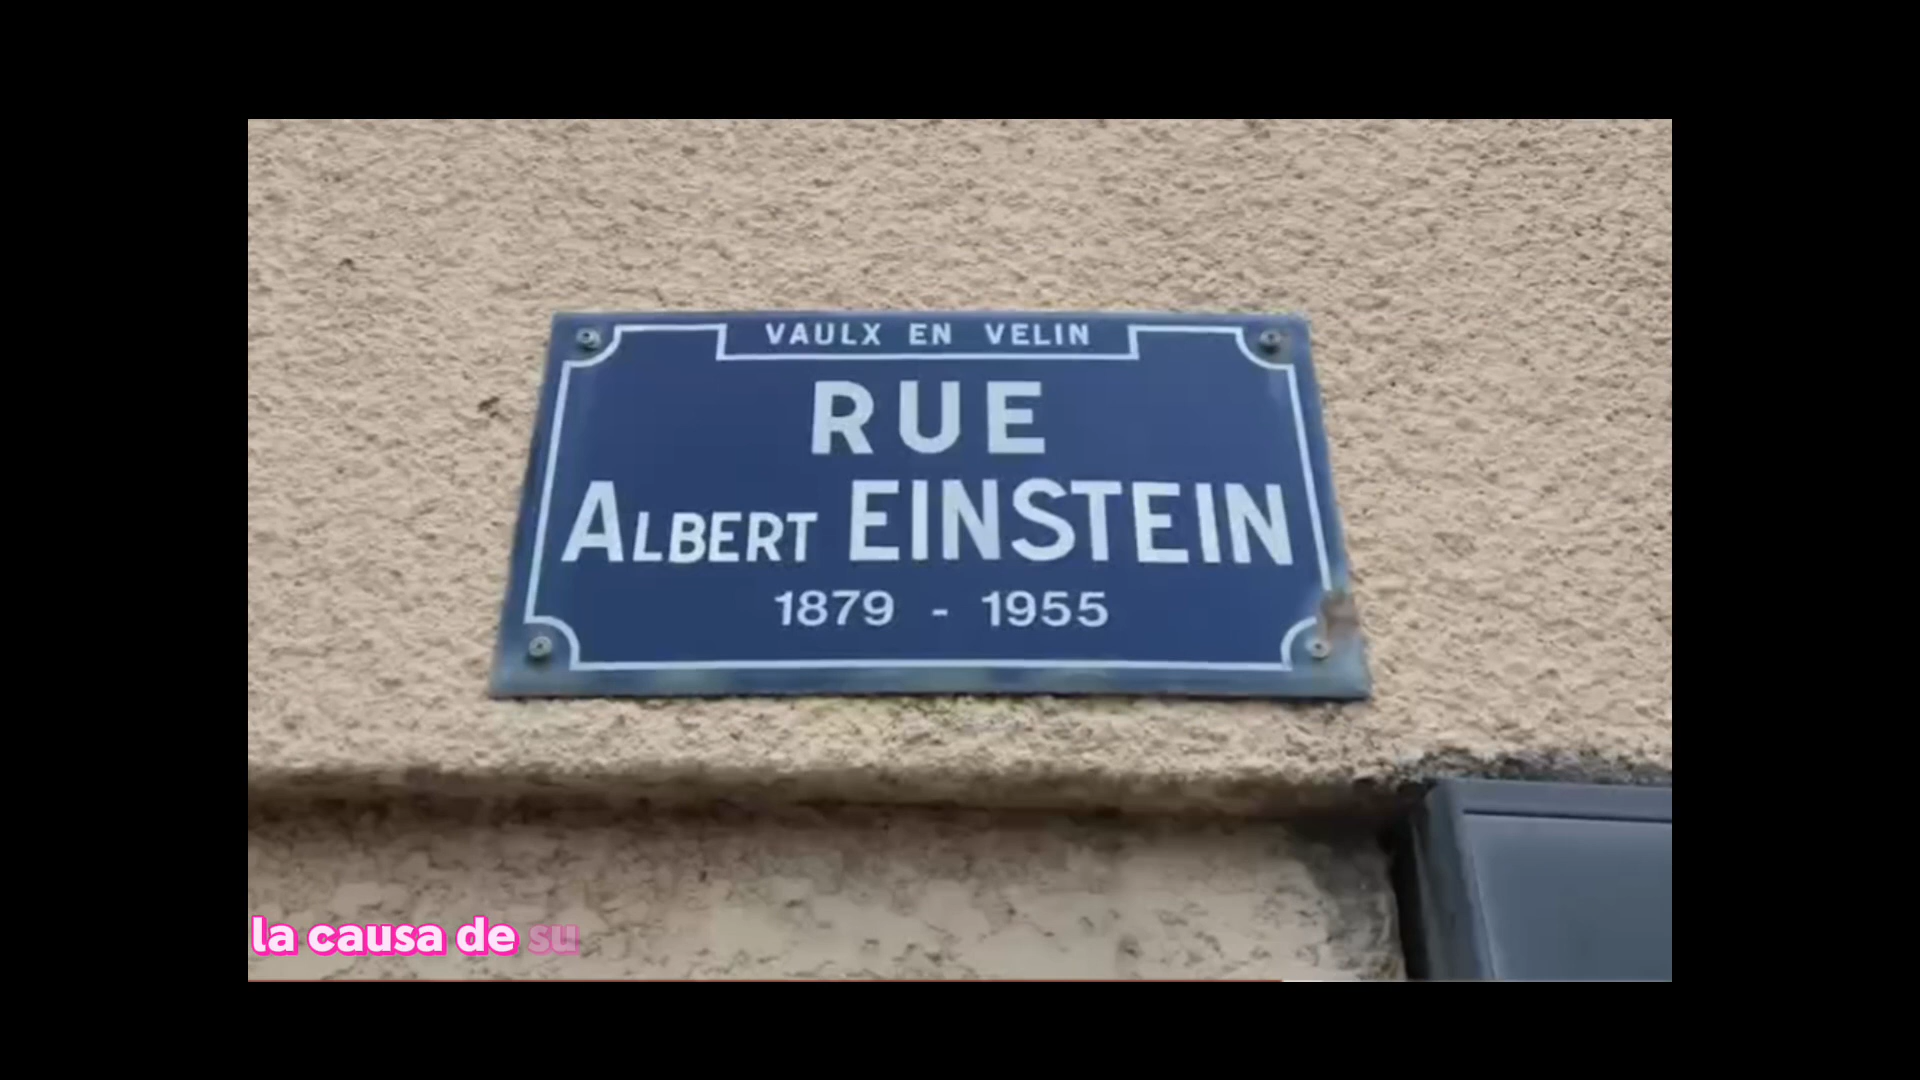 VAULX EN VELIN
RUE
ALBERT EINSTEIN
1879 - 1955
la causa de su